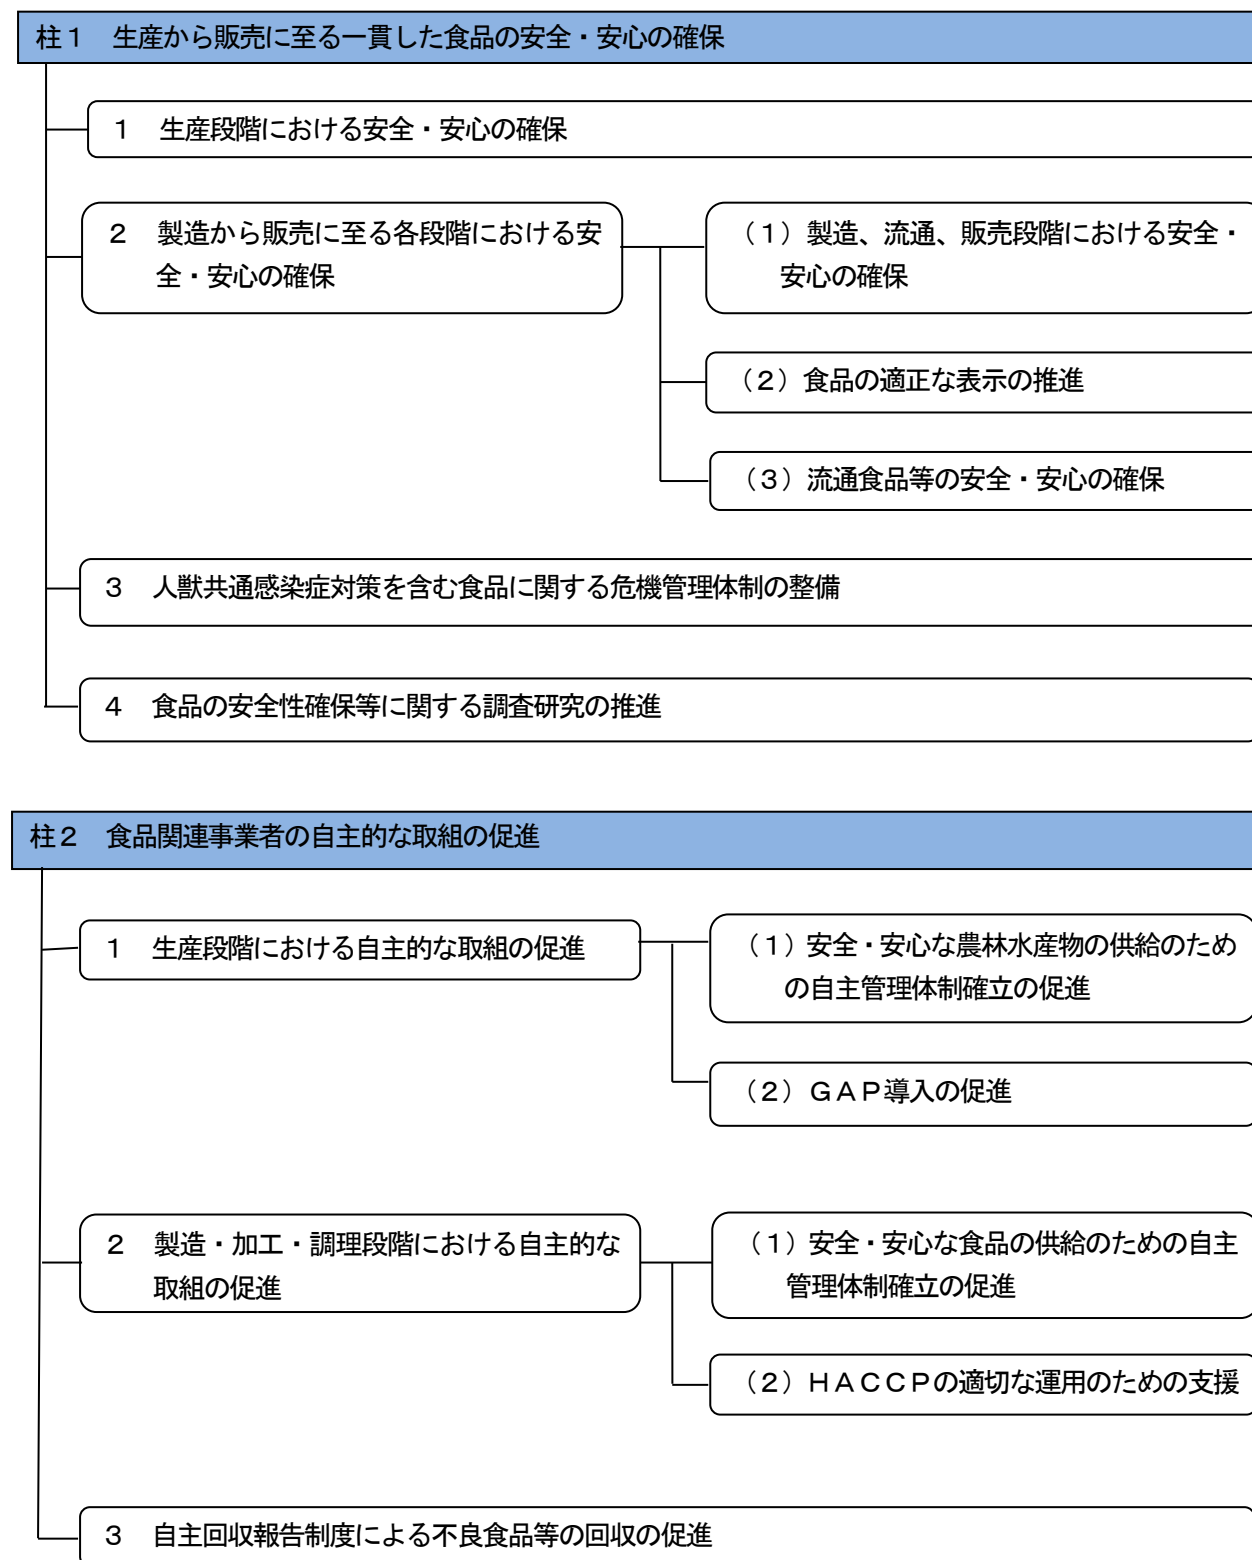 柱１　生産から販売に至る一貫した食品の安全・安心の確保
１　生産段階における安全・安心の確保
２　製造から販売に至る各段階における安
全・安心の確保
（１）製造、流通、販売段階における安全・
安心の確保
（２）食品の適正な表示の推進
（３）流通食品等の安全・安心の確保
３　人獣共通感染症対策を含む食品に関する危機管理体制の整備
４　食品の安全性確保等に関する調査研究の推進
柱２　食品関連事業者の自主的な取組の促進
１　生産段階における自主的な取組の促進
（１）安全・安心な農林水産物の供給のため
の自主管理体制確立の促進
（２）ＧＡＰ導入の促進
２　製造・加工・調理段階における自主的な
取組の促進
（１）安全・安心な食品の供給のための自主
管理体制確立の促進
（２）ＨＡＣＣＰの適切な運用のための支援
３　自主回収報告制度による不良食品等の回収の促進